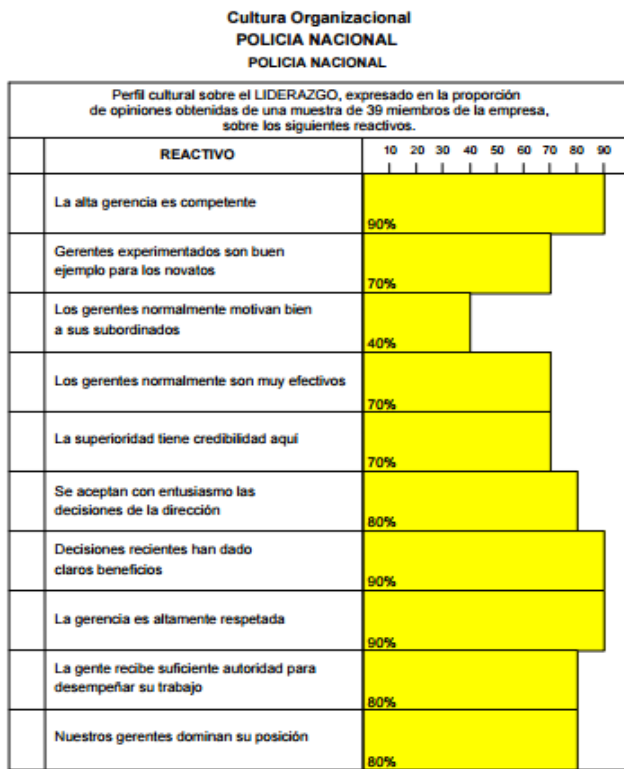 Cultura Organizacional
POLICIA NACIONAL
POLICIA NACIONAL
Perfil cultural sobre el LIDERAZGO, expresado en la proporción
de opiniones obtenidas de una muestra de 39 miembros de la empresa,
sobre los siguientes reactivos.
REACTIVO
10 20 30 40 50 60 70 80 90
La alta gerencia es competente
90%
Gerentes experimentados son buen
ejemplo para los novatos
70%
Los gerentes normalmente motivan bien
a sus subordinados
40%
Los gerentes normalmente son muy efectivos
70%
La superioridad tiene credibilidad aquí
70%
Se aceptan con entusiasmo las
decisiones de la dirección
80%
Decisiones recientes han dado
claros beneficios
90%
La gerencia es altamente respetada
90%
La gente recibe suficiente autoridad para
desempeñar su trabajo
80%
Nuestros gerentes dominan su posición
80%